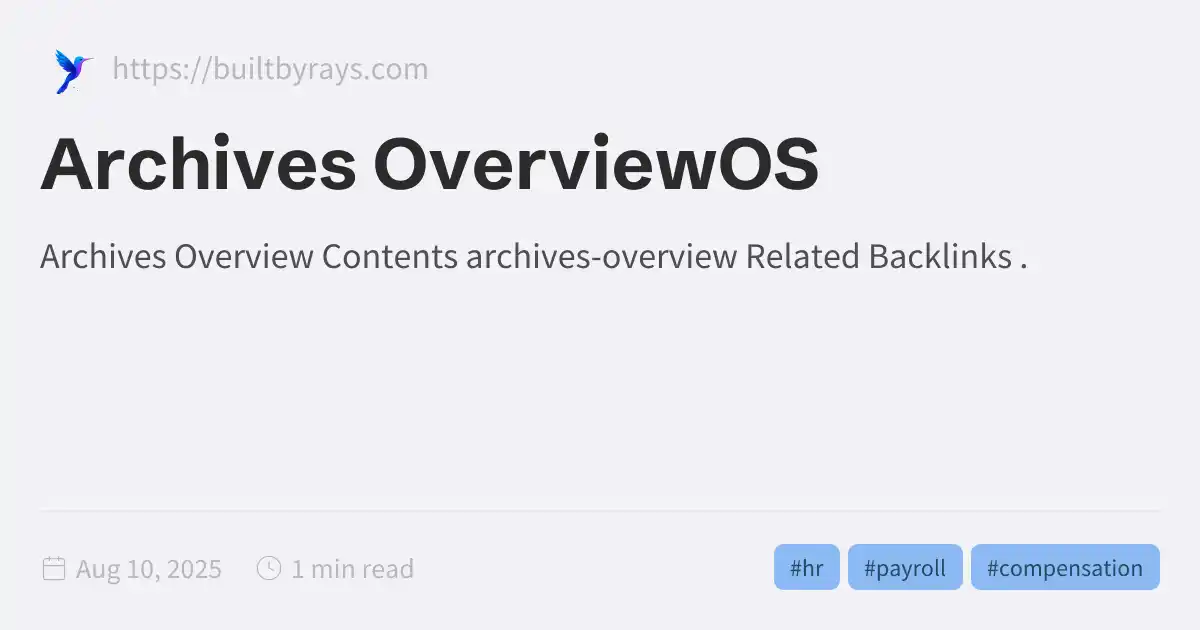 https://builtbyrays.com
Archives OverviewOS
Archives Overview Contents archives-overview Related Backlinks .
Aug 10, 2025 1 min read #hr #payroll #compensation